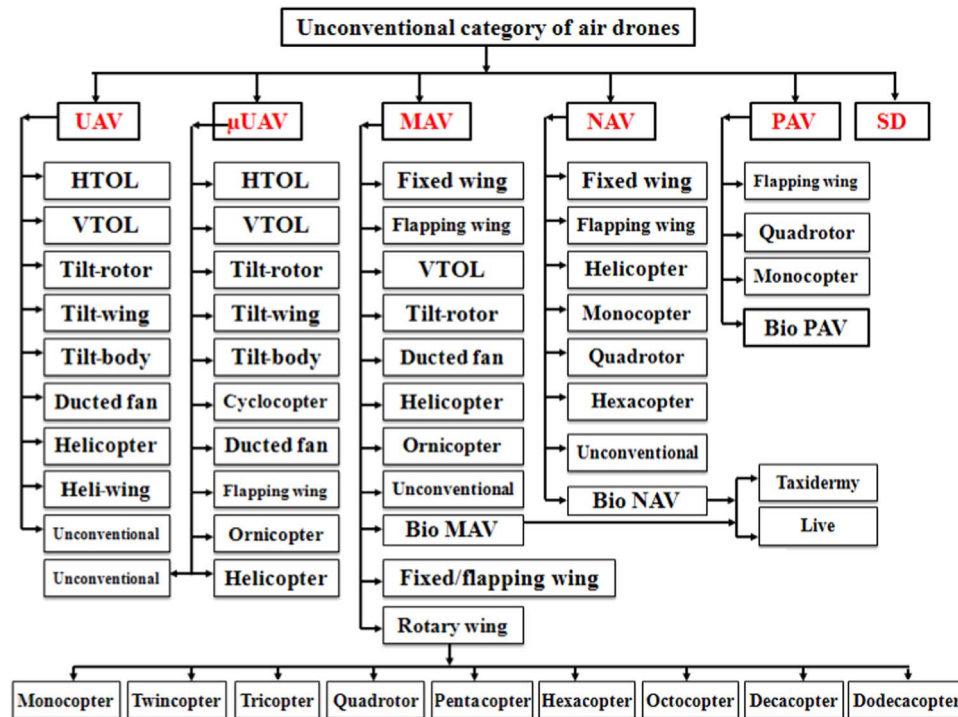 Unconventional category of air drones
UAV
µUAV
MAV
NAV
PAV
SD
HTOL
VTOL
Tilt-rotor
Tilt-wing
Tilt-body
Ducted fan
Helicopter
Heli-wing
Unconventional
Unconventional
HTOL
VTOL
Tilt-rotor
Tilt-wing
Tilt-body
Cyclocopter
Ducted fan
Flapping wing
Ornicopter
Helicopter
Fixed wing
Flapping wing
VTOL
Tilt-rotor
Ducted fan
Helicopter
Ornicopter
Unconventional
Bio MAV
Fixed/flapping wing
Rotary wing
Fixed wing
Flapping wing
Helicopter
Monocopter
Quadrotor
Hexacopter
Unconventional
Bio NAV
Flapping wing
Quadrotor
Monocopter
Bio PAV
Taxidermy
Live
Monocopter
Twincopter
Tricopter
Quadrotor
Pentacopter
Hexacopter
Octocopter
Decacopter
Dodecacopter